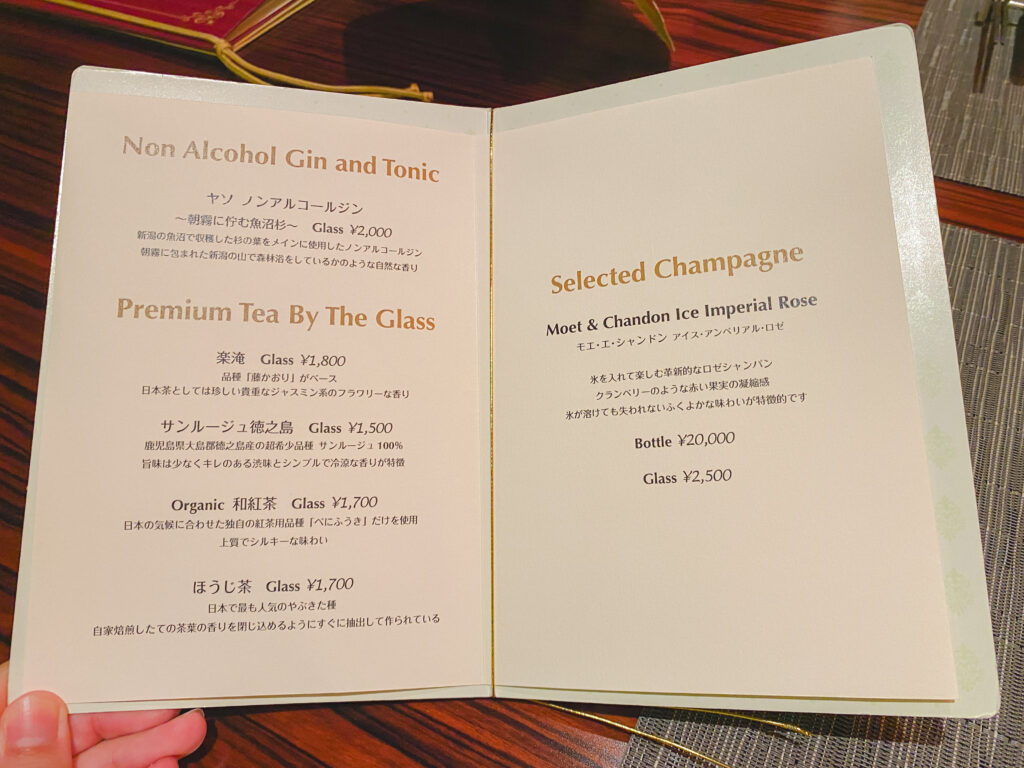 Non Alcohol Gin and Tonic
ヤソ ノンアルコールジン
〜朝霧に佇む魚沼杉〜 Glass ¥2,000
新潟の魚沼で収穫した杉の葉をメインに使用したノンアルコールジン
朝霧に包まれた新潟の山で森林浴をしているかのような自然な香り
Premium Tea By The Glass
楽滝 Glass ¥1,800
品種「藤かおり」がベース
日本茶としては珍しい貴重なジャスミン系のフラワリーな香り
サンルージュ徳之島 Glass ¥1,500
鹿児島県大島郡徳之島産の超希少品種 サンルージュ 100%
旨味は少なくキレのある渋味とシンプルで冷涼な香りが特徴
Organic 和紅茶 Glass ¥1,700
日本の気候に合わせた独自の紅茶用品種「べにふうき」だけを使用
上質でシルキーな味わい
ほうじ茶 Glass ¥1,700
日本で最も人気のやぶきた種
自家焙煎したての茶葉の香りを閉じ込めるようにすぐに抽出して作られている
Selected Champagne
Moet & Chandon Ice Imperial Rose
モエ・エ・シャンドン アイス・アンペリアル・ロゼ
氷を入れて楽しむ革新的なロゼシャンパン
クランベリーのような赤い果実の凝縮感
氷が溶けても失われないふくよかな味わいが特徴的です
Bottle ¥20,000
Glass ¥2,500